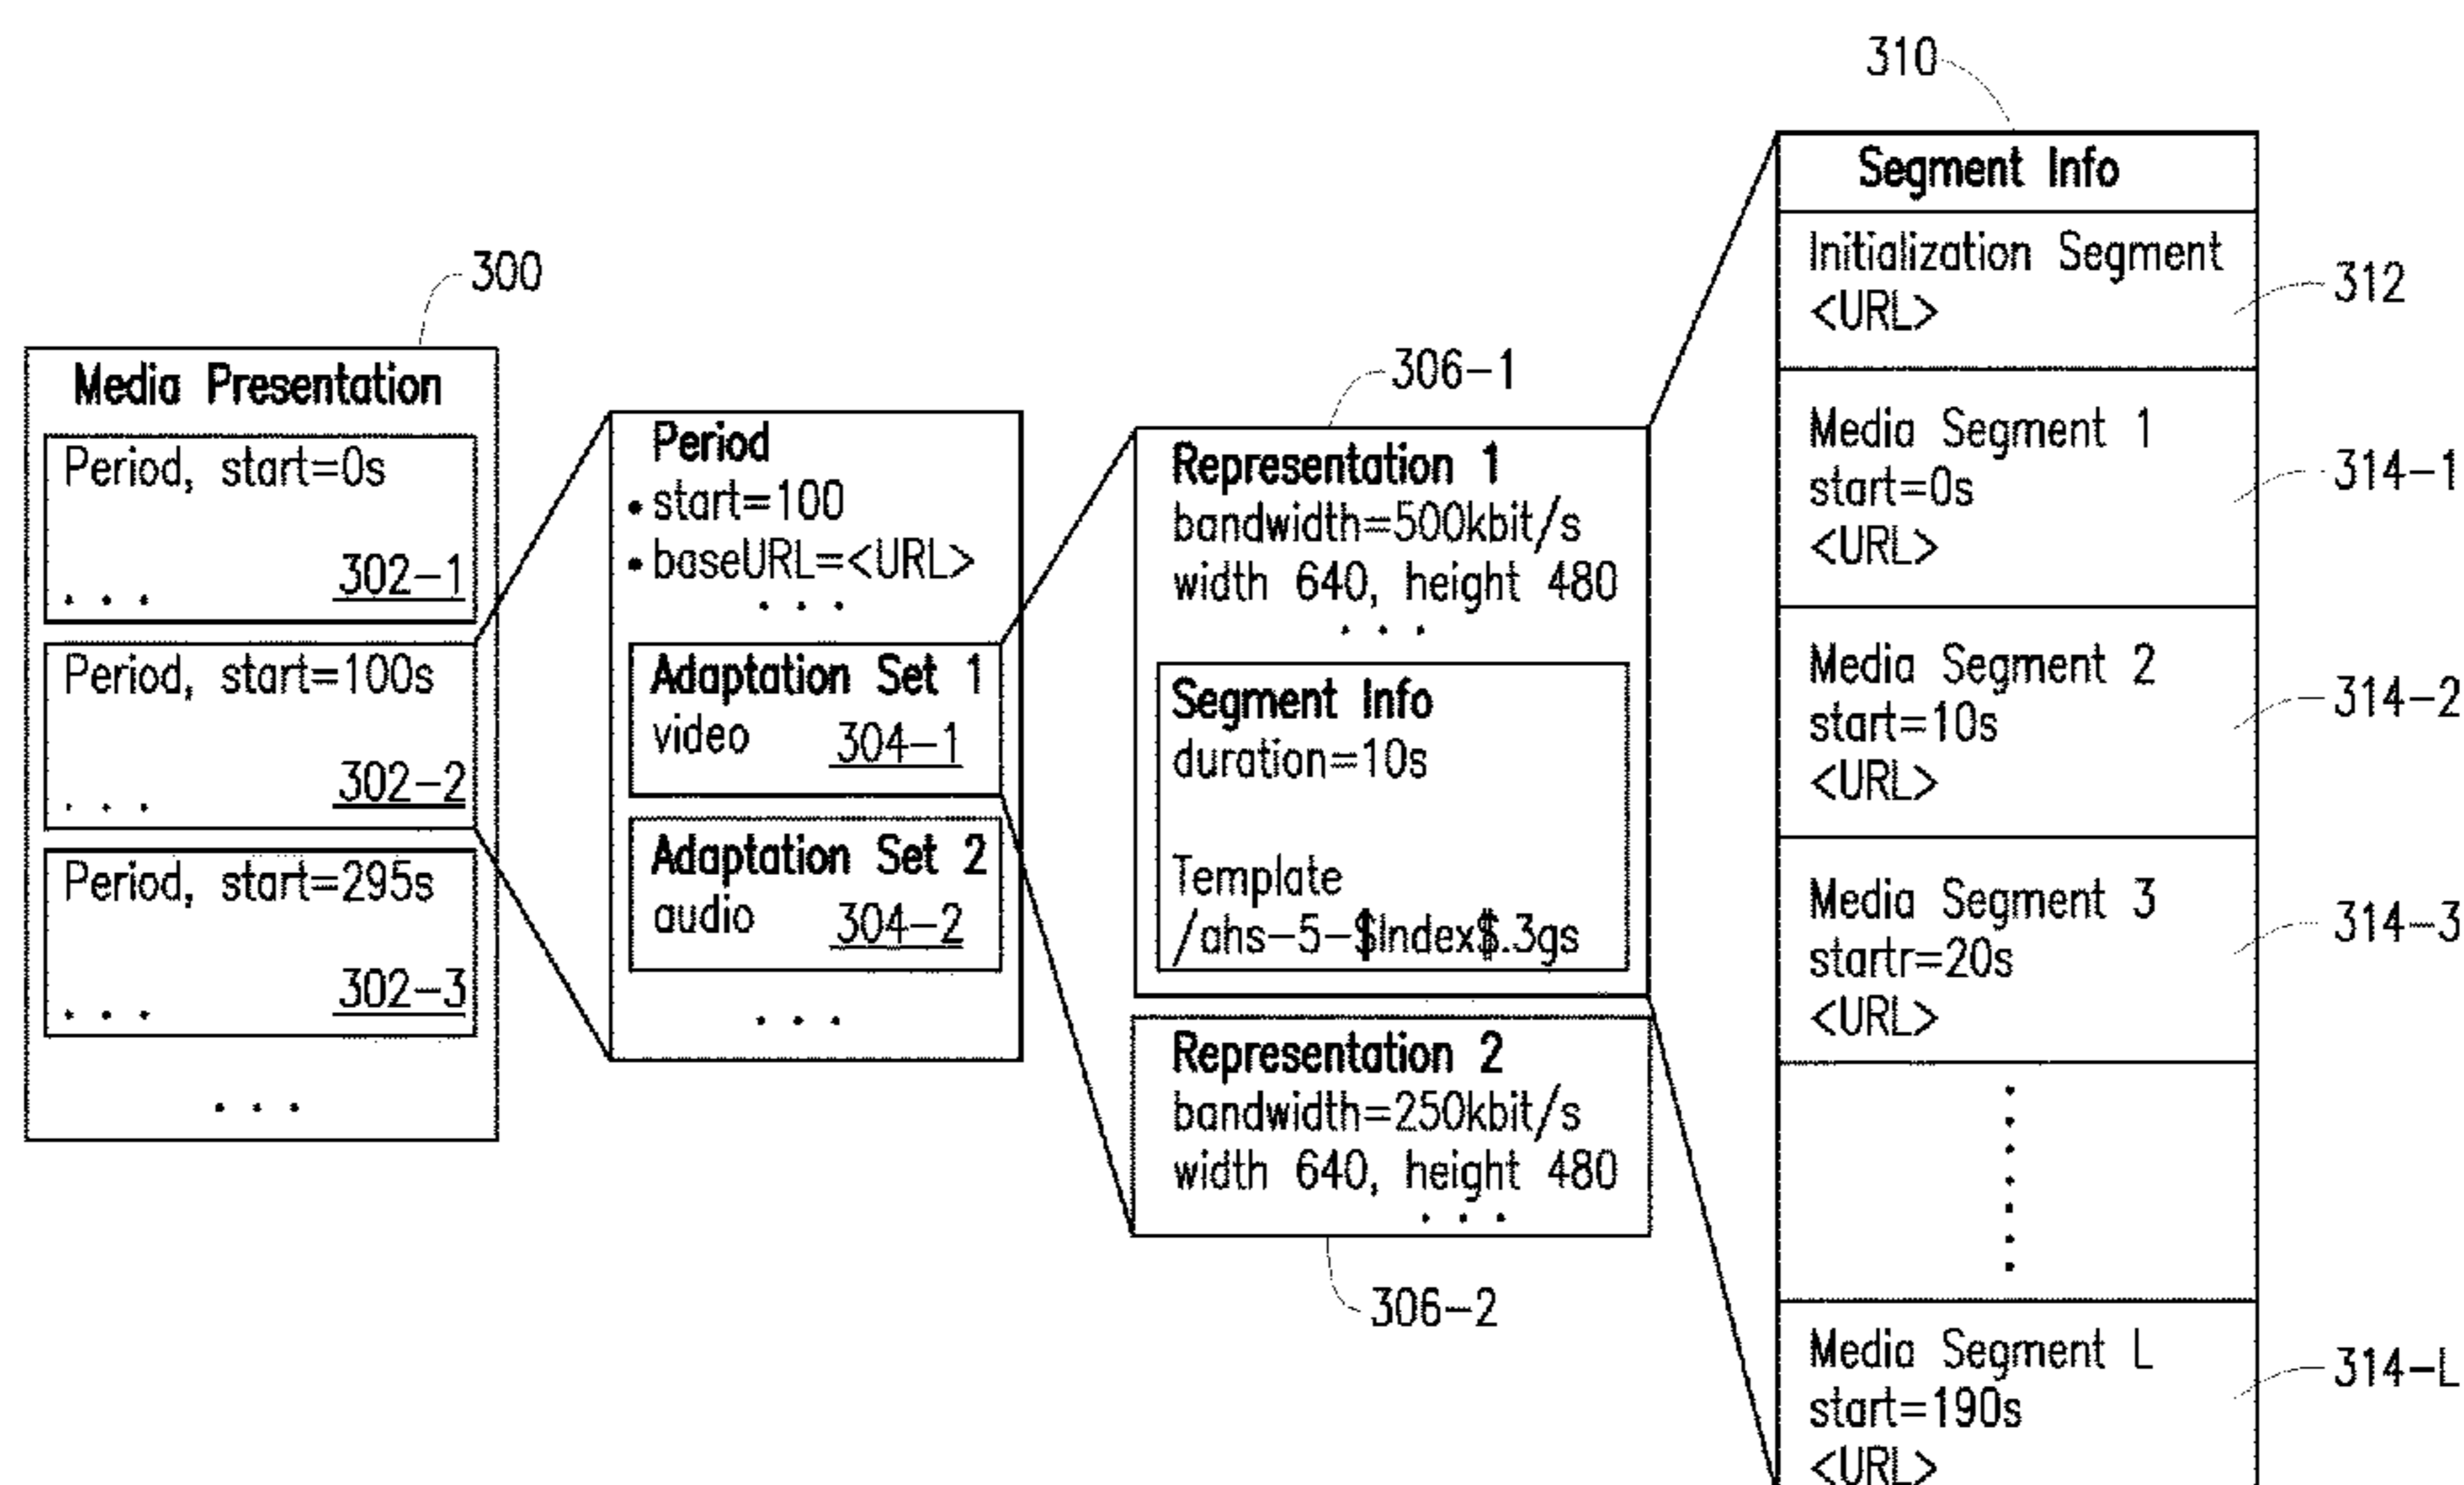 300
Media Presentation
Period, start=0s
. . .
302-1
Period, start=100s
. . .
302-2
Period, start=295s
. . .
302-3
. . .
Period
• start=100
• baseURL=<URL>
. . .
Adaptation Set 1
video
304-1
Adaptation Set 2
audio
304-2
. . .
306-1
Representation 1
bandwidth=500kbit/s
width 640, height 480
. . .
Segment Info
duration=10s
Template
/ahs-5-$Index$.3gs
Representation 2
bandwidth=250kbit/s
width 640, height 480
. . .
306-2
310
Segment Info
Initialization Segment
<URL>
312
Media Segment 1
start=0s
<URL>
314-1
Media Segment 2
start=10s
<URL>
314-2
Media Segment 3
startr=20s
<URL>
314-3
Media Segment L
start=190s
<URL>
314-L